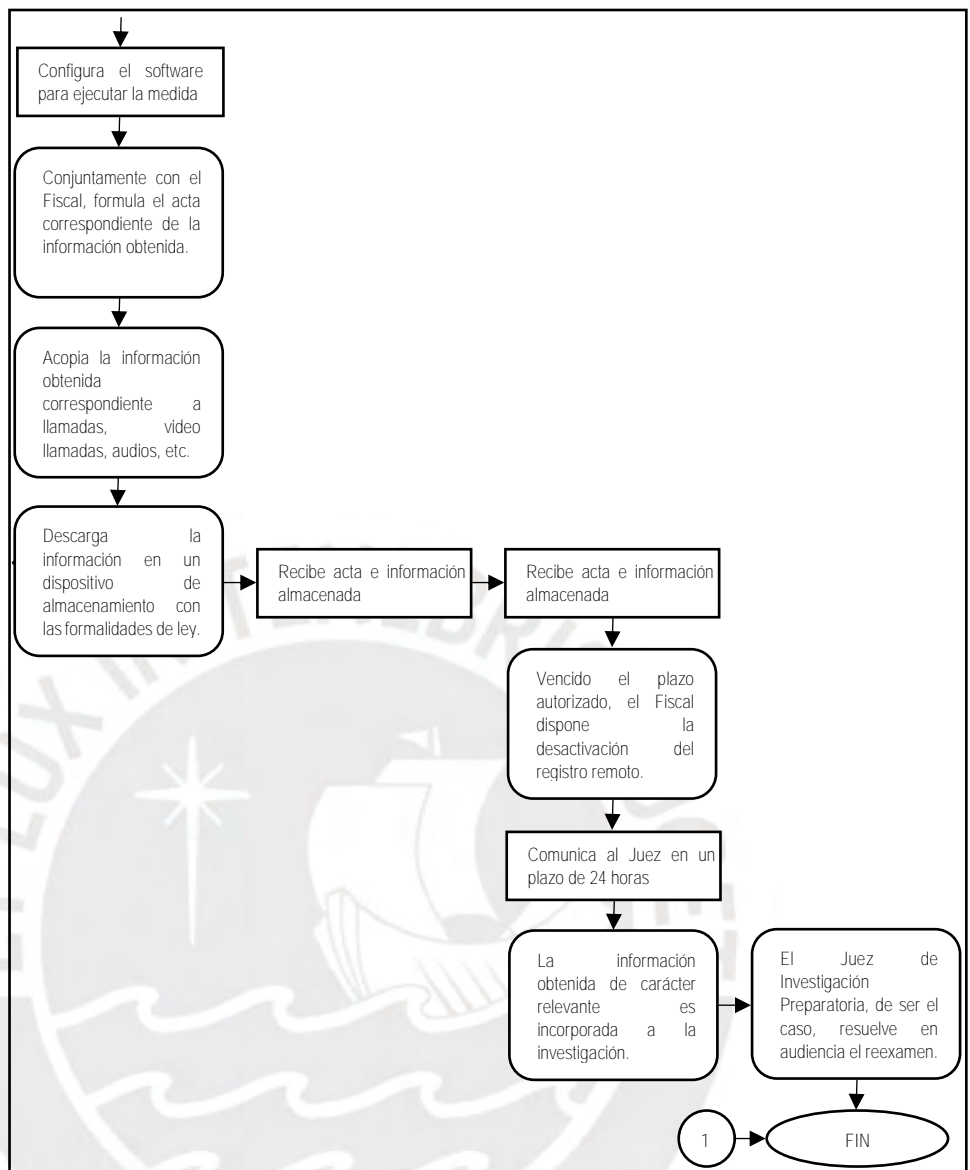 Configura el software
para ejecutar la medida
Conjuntamente con el
Fiscal, formula el acta
correspondiente de la
información obtenida.
Acopia la información
obtenida
correspondiente a
llamadas, video
llamadas, audios, etc.
Descarga la
información en un
dispositivo de
almacenamiento con
las formalidades de ley.
Recibe acta e información
almacenada
Recibe acta e información
almacenada
Vencido el plazo
autorizado, el Fiscal
dispone la
desactivación del
registro remoto.
Comunica al Juez en un
plazo de 24 horas
La información
obtenida de carácter
relevante es
incorporada a la
investigación.
El Juez de
Investigación
Preparatoria, de ser el
caso, resuelve en
audiencia el reexamen.
1
FIN